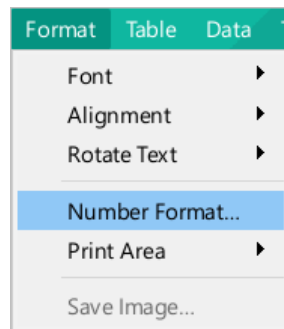 Format Table Data
Font
Alignment
Rotate Text
Number Format...
Print Area
Save Image...